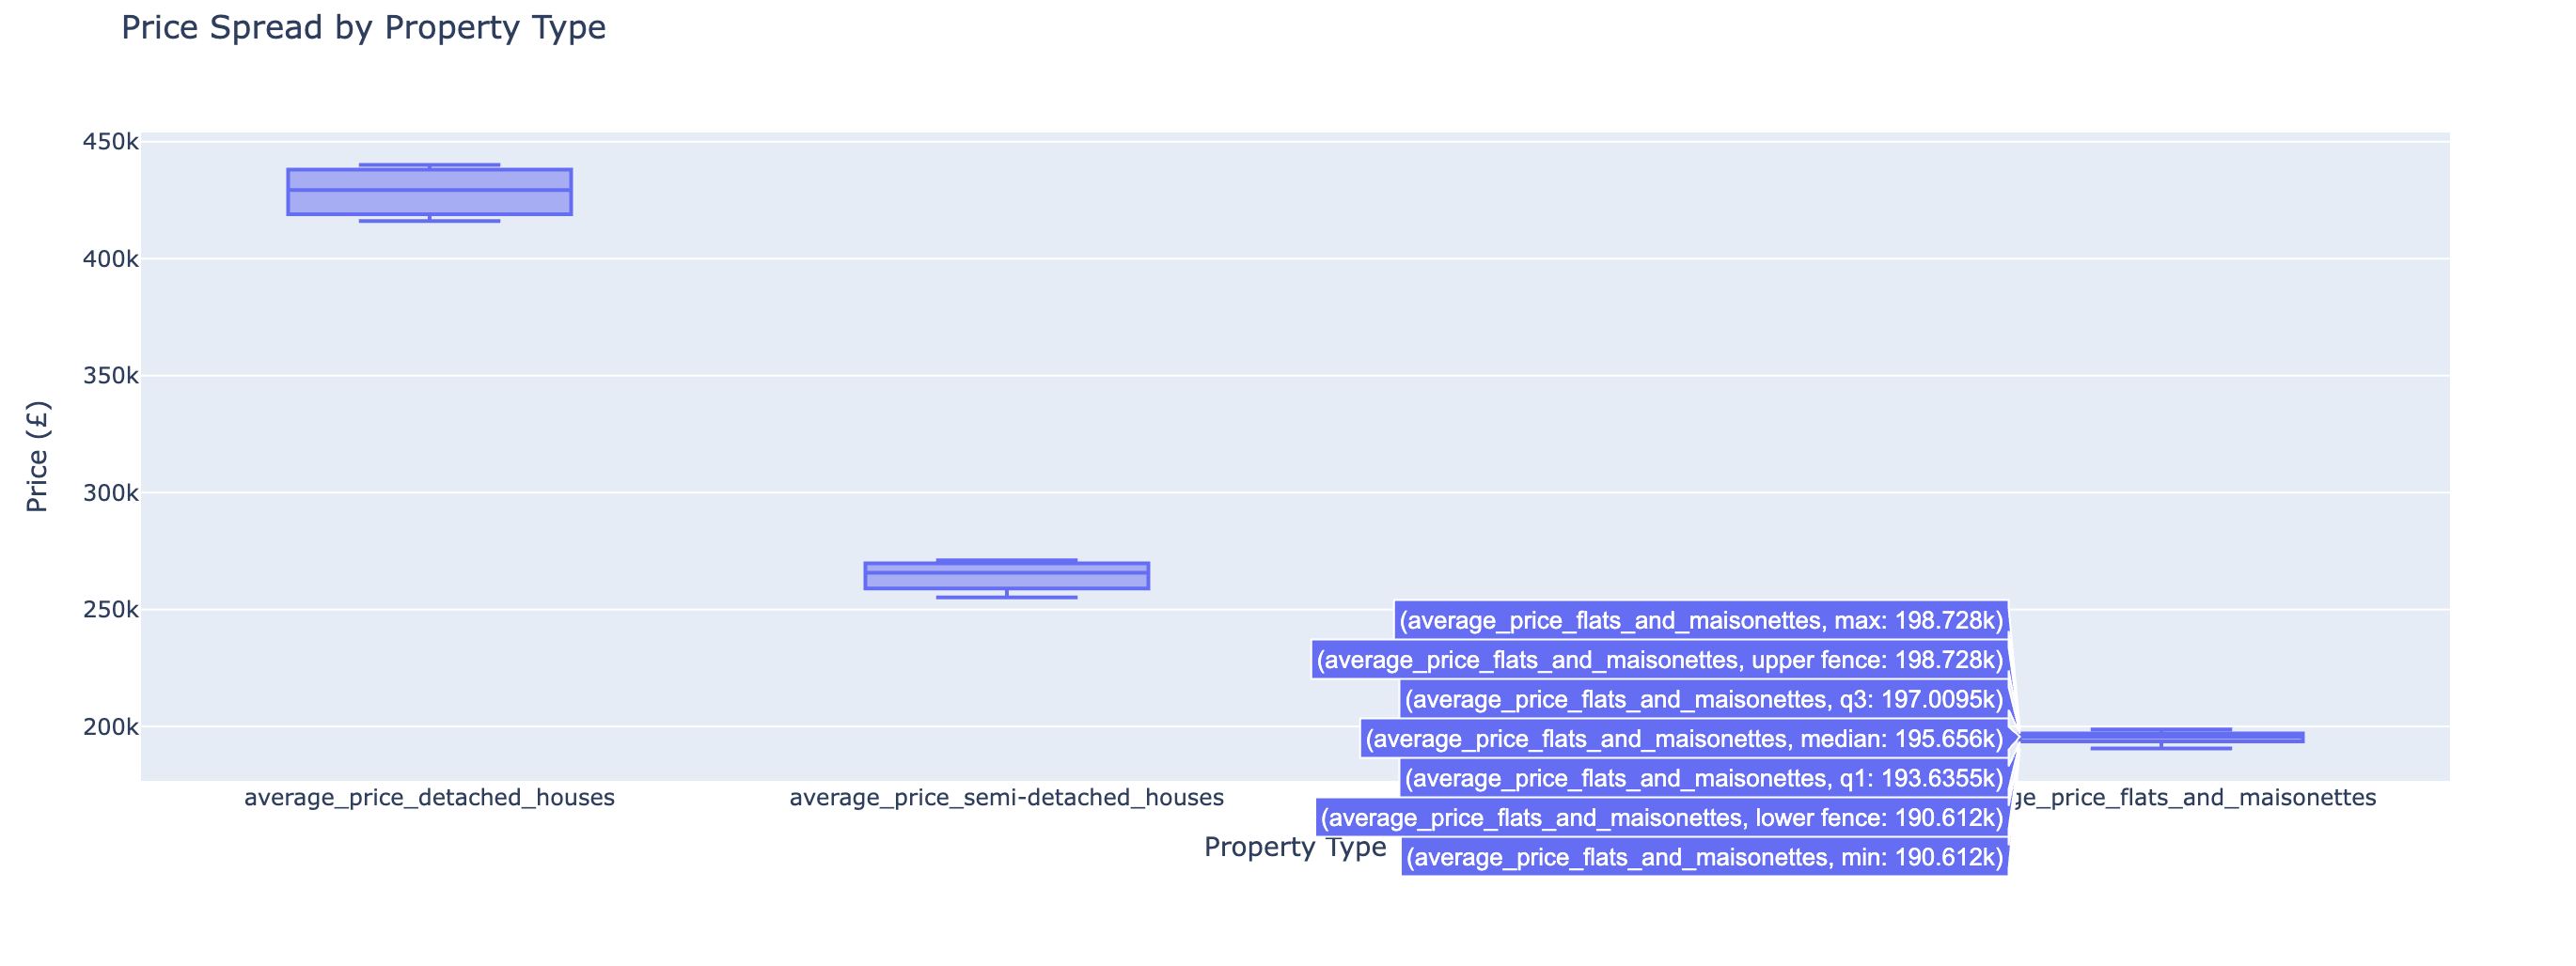 Price Spread by Property Type
450k
400k
350k
300k
250k
200k
Price (£)
(average_price_flats_and_maisonettes, max: 198.728k)
(average_price_flats_and_maisonettes, upper fence: 198.728k)
(average_price_flats_and_maisonettes, q3: 197.0095k)
(average_price_flats_and_maisonettes, median: 195.656k)
(average_price_flats_and_maisonettes, q1: 193.6355k)
(average_price_flats_and_maisonettes, lower fence: 190.612k)
(average_price_flats_and_maisonettes, min: 190.612k)
average_price_detached_houses
average_price_semi-detached_houses
ge_price_flats_and_maisonettes
Property Type